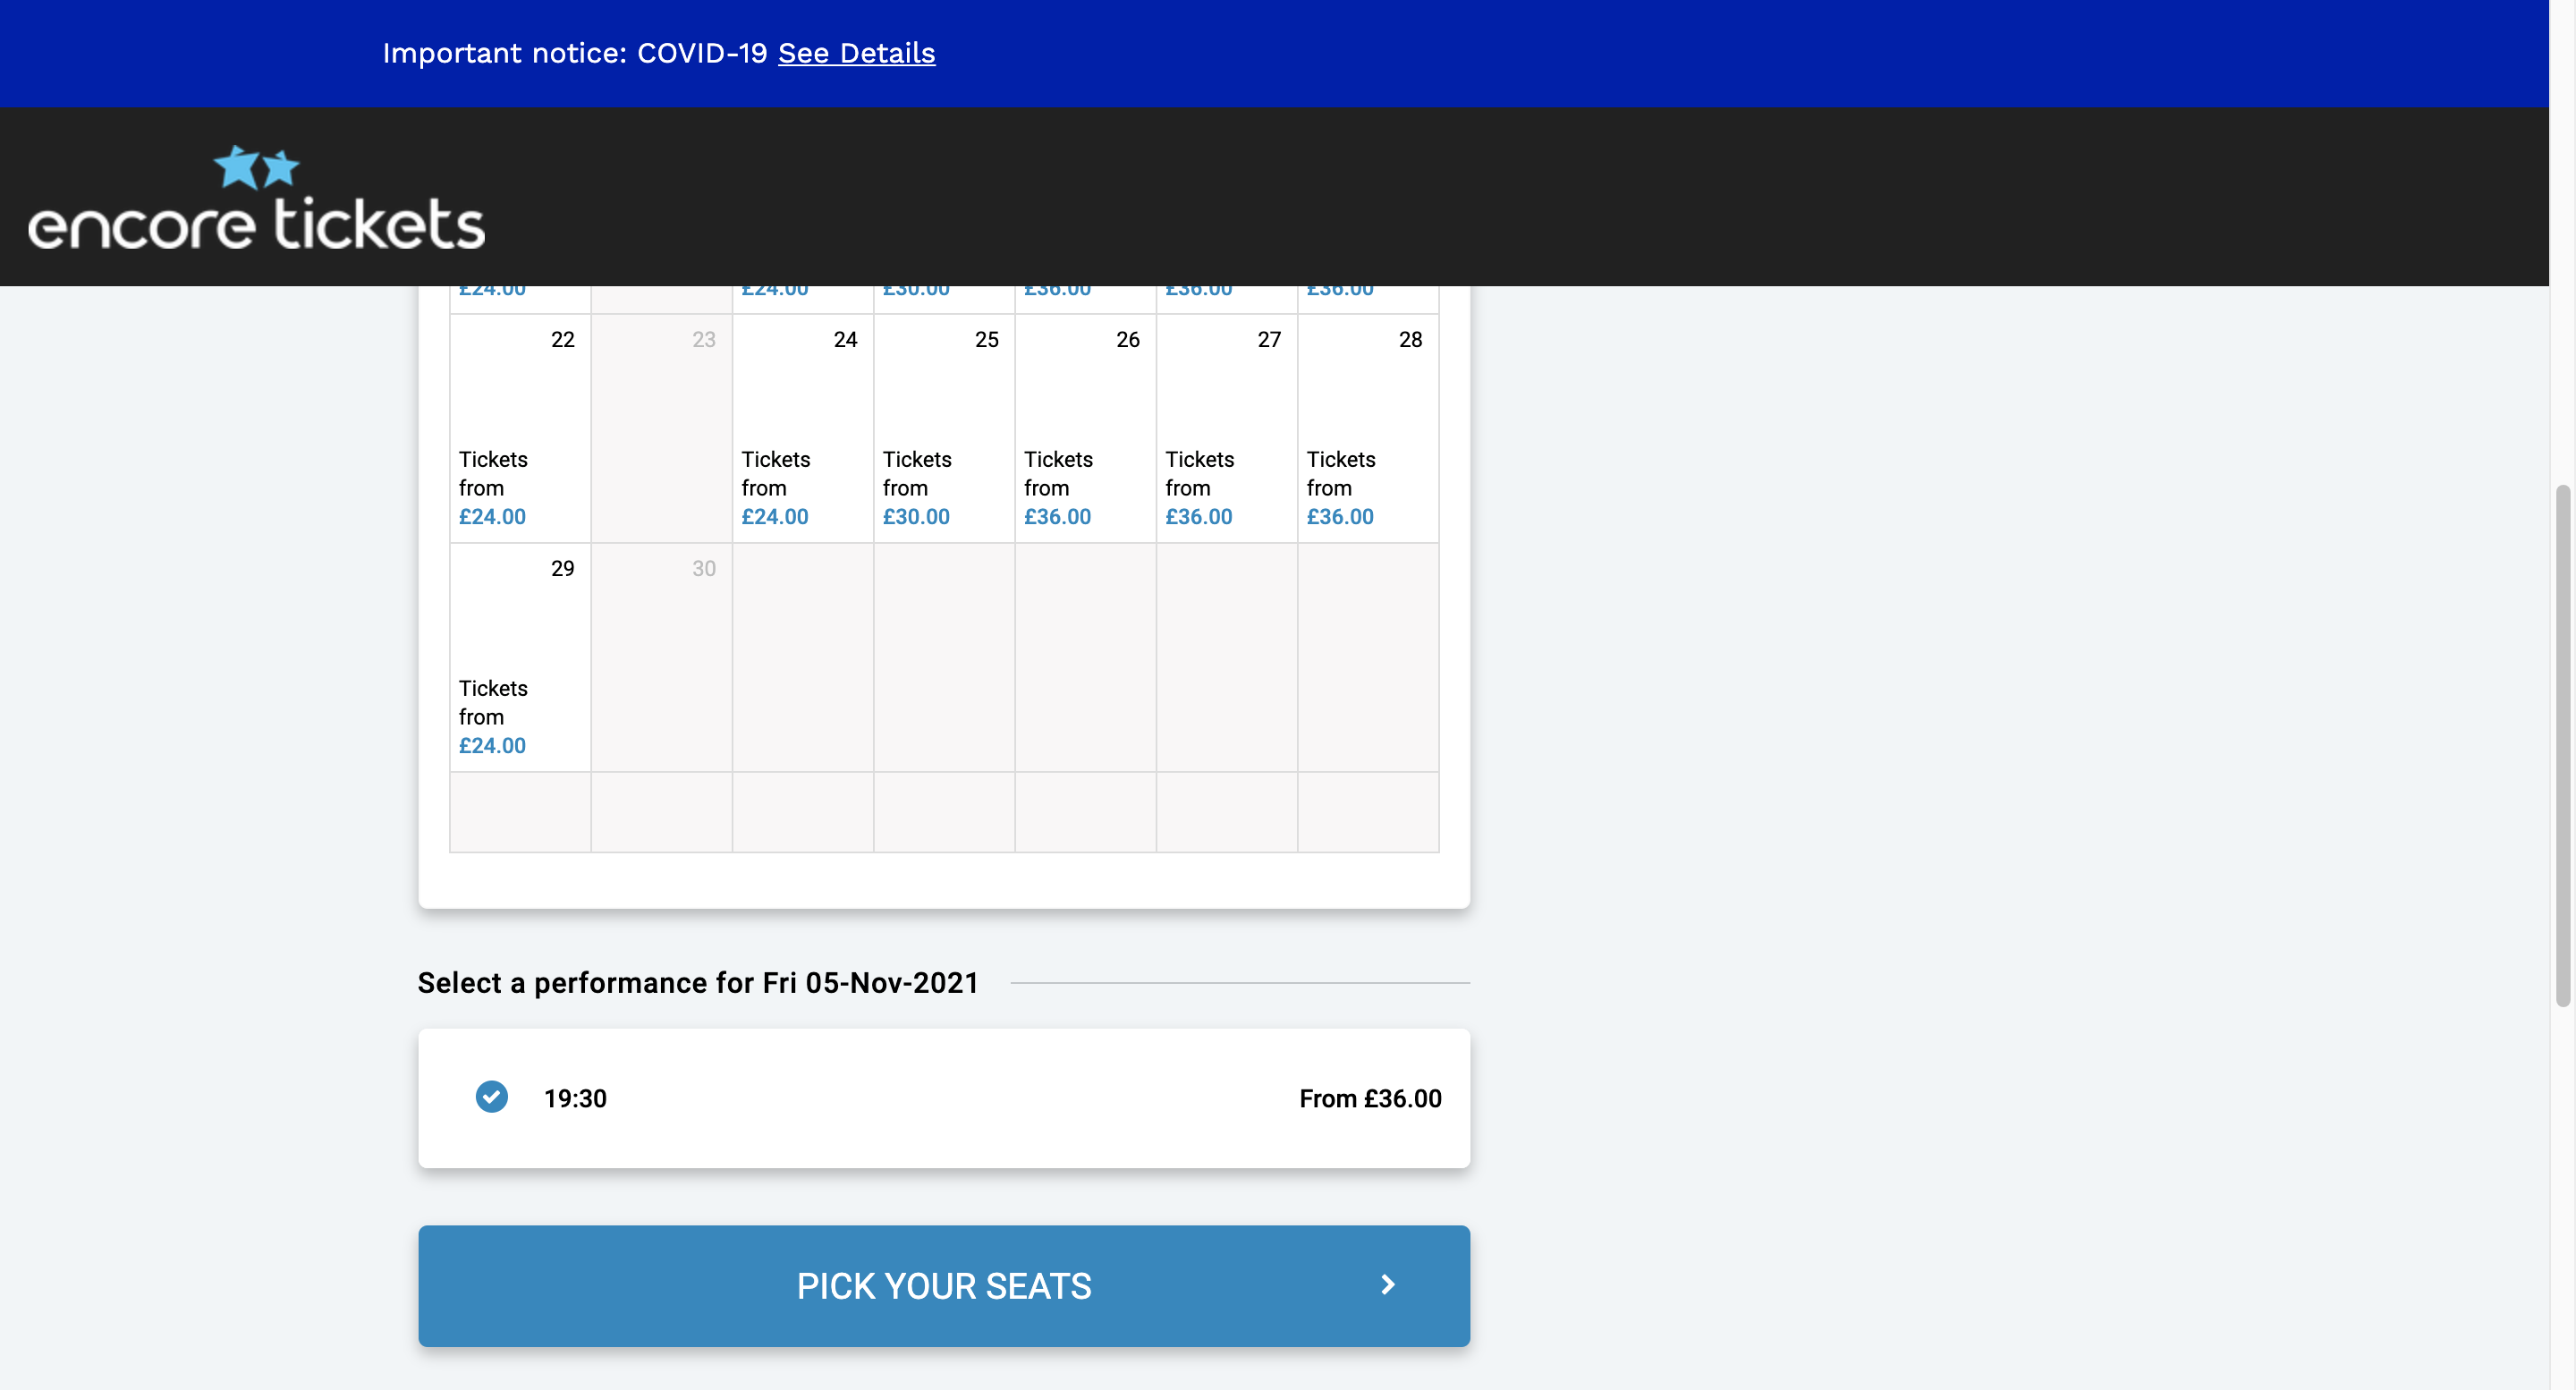 Important notice: COVID-19 See Details
encore tickets
£24.00 £24.00 £30.00 £36.00 £36.00 £36.00
22 23 24 25 26 27 28
Tickets Tickets Tickets Tickets Tickets Tickets
from from from from from from
£24.00 £24.00 £30.00 £36.00 £36.00 £36.00
29 30
Tickets
from
£24.00
Select a performance for Fri 05-Nov-2021
19:30 From £36.00
PICK YOUR SEATS